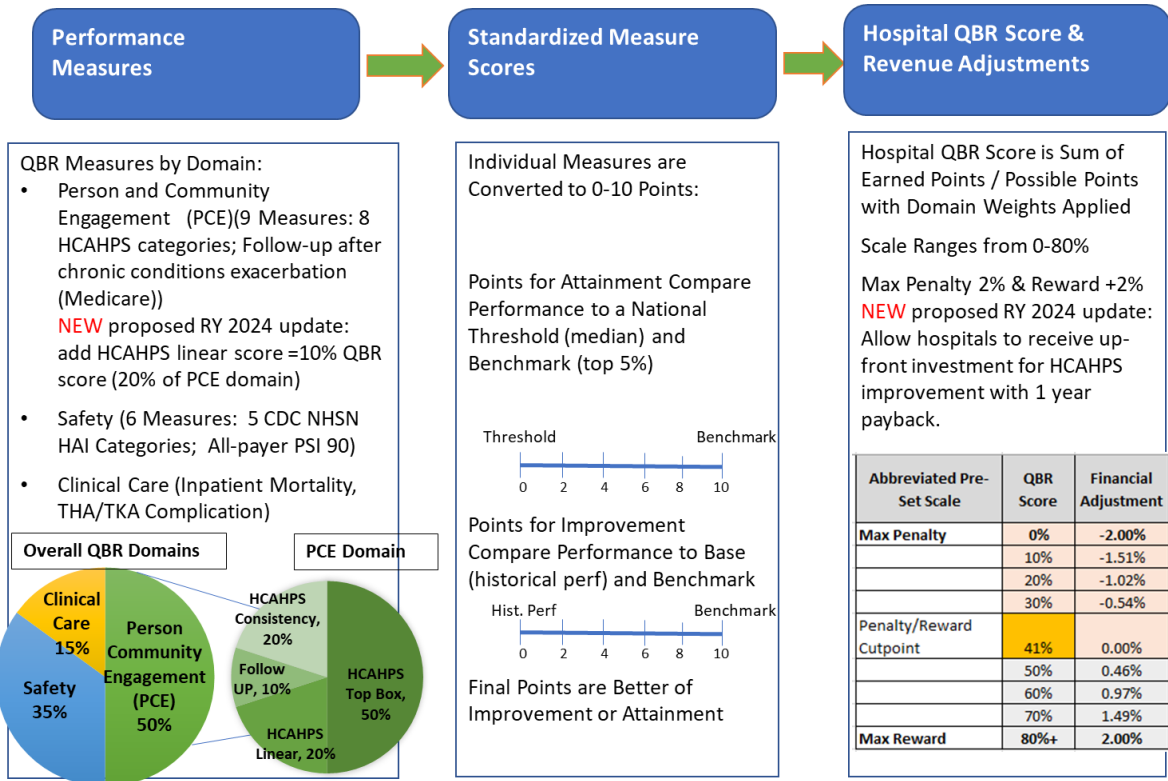 Performance
Measures
Standardized Measure
Scores
Hospital QBR Score &
Revenue Adjustments
QBR Measures by Domain:
• Person and Community
Engagement (PCE)(9 Measures: 8
HCAHPS categories; Follow-up after
chronic conditions exacerbation
(Medicare))
NEW proposed RY 2024 update:
add HCAHPS linear score =10% QBR
score (20% of PCE domain)
• Safety (6 Measures: 5 CDC NHSN
HAI Categories; All-payer PSI 90)
• Clinical Care (Inpatient Mortality,
THA/TKA Complication)
Overall QBR Domains
PCE Domain
Clinical
Care
15%
Person
Community
Engagement
(PCE)
50%
Safety
35%
HCAHPS
Consistency,
20%
Follow
UP, 10%
HCAHPS
Linear, 20%
HCAHPS
Top Box,
50%
Individual Measures are
Converted to 0-10 Points:
Points for Attainment Compare
Performance to a National
Threshold (median) and
Benchmark (top 5%)
Threshold Benchmark
0 2 4 6 8 10
Points for Improvement
Compare Performance to Base
(historical perf) and Benchmark
Hist. Perf Benchmark
0 2 4 6 8 10
Final Points are Better of
Improvement or Attainment
Hospital QBR Score is Sum of
Earned Points / Possible Points
with Domain Weights Applied
Scale Ranges from 0-80%
Max Penalty 2% & Reward +2%
NEW proposed RY 2024 update:
Allow hospitals to receive up-
front investment for HCAHPS
improvement with 1 year
payback.
Abbreviated Pre- QBR Financial
Set Scale Score Adjustment
Max Penalty 0% -2.00%
10% -1.51%
20% -1.02%
30% -0.54%
Penalty/Reward
Cutpoint 41% 0.00%
50% 0.46%
60% 0.97%
70% 1.49%
Max Reward 80%+ 2.00%